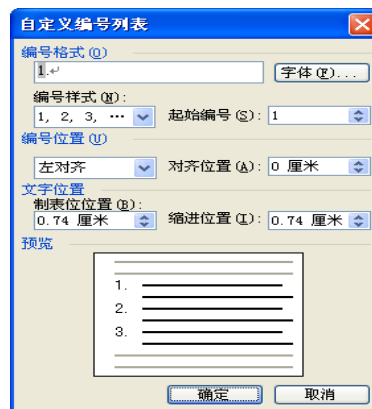 自定义编号列表
编号格式(O)
1.↵
字体(F)...
编号样式(N):
1, 2, 3, …
起始编号(S): 1
编号位置(U)
左对齐
对齐位置(A): 0 厘米
文字位置
制表位位置(B):
0.74 厘米
缩进位置(I): 0.74 厘米
预览
1.
2.
3.
确定
取消